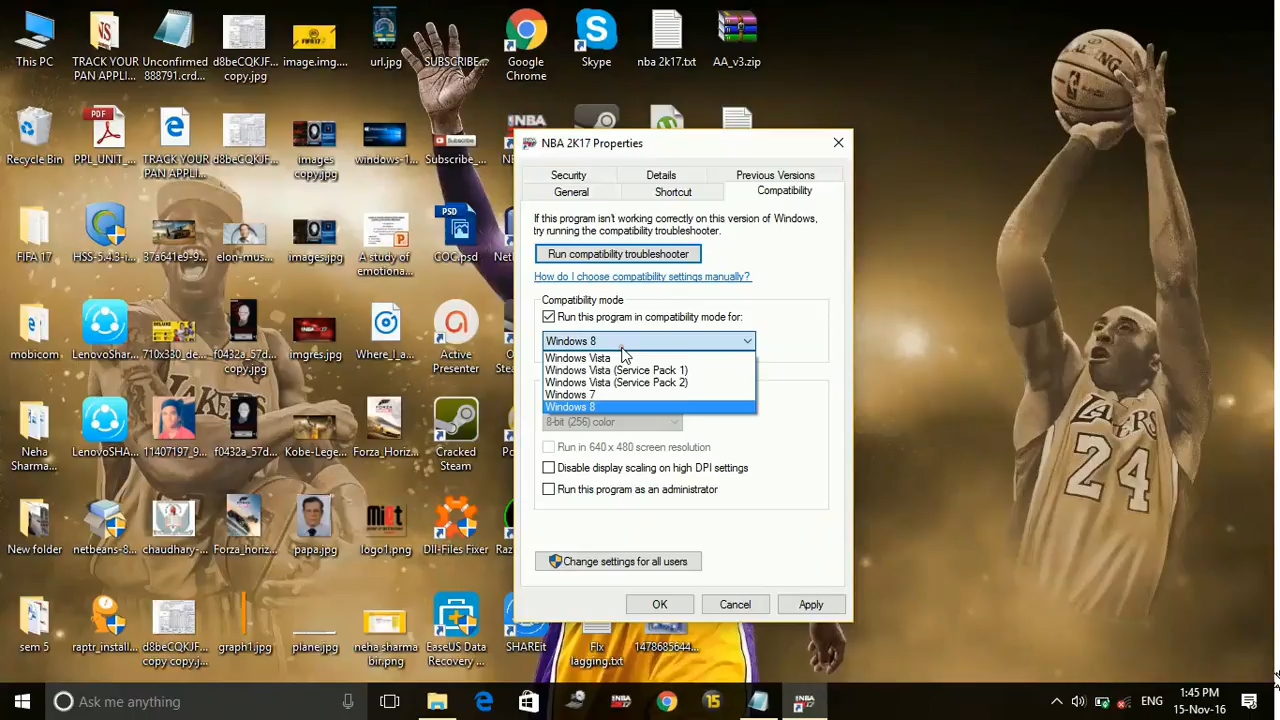 This PC
TRACK YOUR
PAN APPLI...
Unconfirmed
888791.crd...
d8beCQKJF...
copy.jpg
image.img....
url.jpg
SUBSCRIBE...
Google
Chrome
Skype
nba 2k17.txt
AA_v3.zip
Recycle Bin
PDF
PPL_UNIT_...
TRACK YOUR
PAN APPLI...
d8beCQKJF...
images
copy.jpg
windows-1...
Subscribe
Subscribe_...
NBA
FIFA 17
HSS-5.4.3-i...
37a641e9-9...
elon-mus...
images.jpg
A study of
emotiona...
PSD
COC.psd
mobicom
LenovoShar...
710x330_de...
f0432a_57d...
imgres.jpg
Where_I_a...
Active
Presenter
Neha
Sharma...
LenovoSHA...
11407197_9...
f0432a_57d...
copy.jpg
Kobe-Lege...
Forza_Horiz...
Cracked
Steam
New folder
netbeans-8...
chaudhary-...
Forza_horiz...
papa.jpg
logo1.png
Dll-Files Fixer
Raz
sem 5
raptr_install...
d8beCQKJF...
copy copy.j...
graph1.jpg
plane.jpg
neha sharma
bir.png
EaseUS Data
Recovery ...
SHAREit
Flx
lagging.txt
1478685644...
NBA 2K17 Properties
Security
Details
Previous Versions
General
Shortcut
Compatibility
If this program isn't working correctly on this version of Windows,
try running the compatibility troubleshooter.
Run compatibility troubleshooter
How do I choose compatibility settings manually?
Compatibility mode
Run this program in compatibility mode for:
Windows 8
Windows Vista
Windows Vista (Service Pack 1)
Windows Vista (Service Pack 2)
Windows 7
Windows 8
8-bit (256) color
Run in 640 x 480 screen resolution
Disable display scaling on high DPI settings
Run this program as an administrator
Change settings for all users
OK
Cancel
Apply
LAKERS
24
Ask me anything
15
ENG
1:45 PM
15-Nov-16